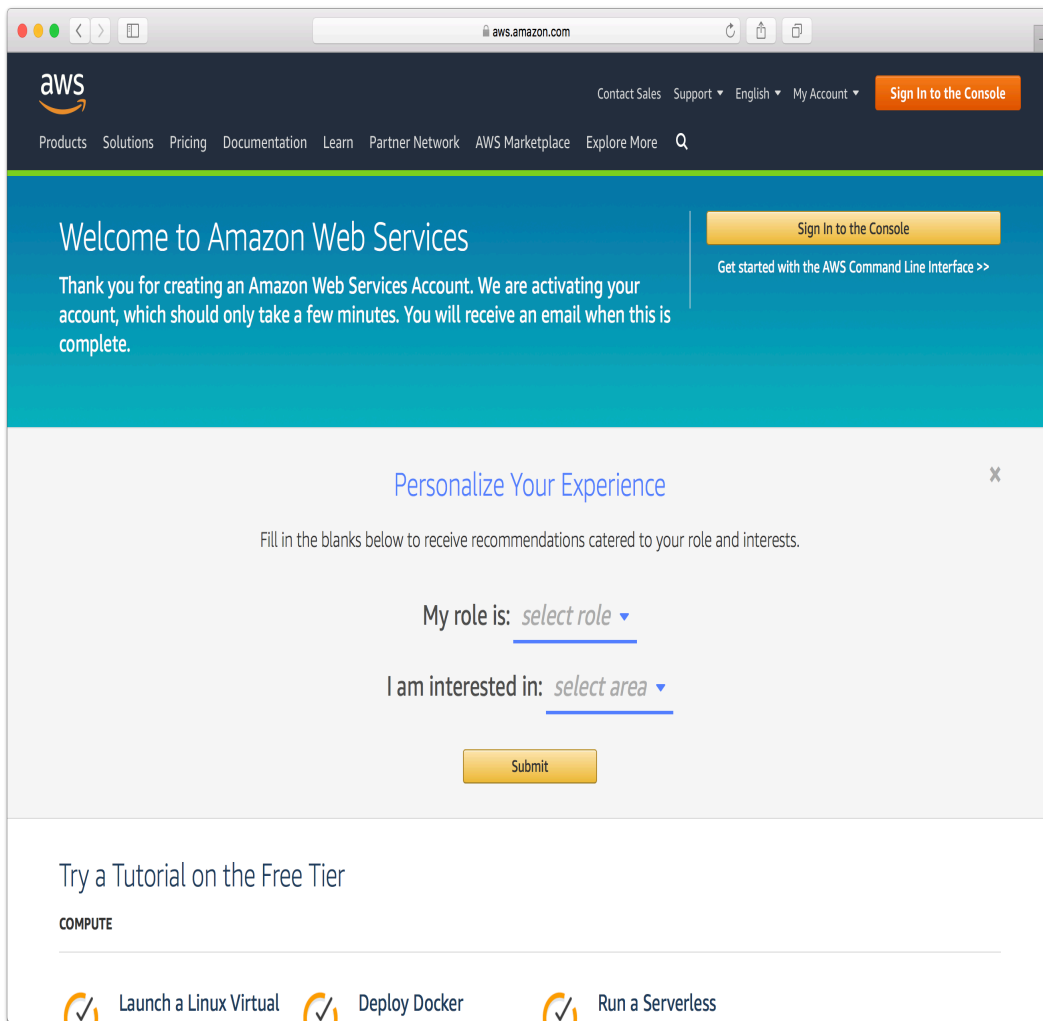 aws.amazon.com
aws
Contact Sales Support English My Account Sign In to the Console
Products Solutions Pricing Documentation Learn Partner Network AWS Marketplace Explore More
Welcome to Amazon Web Services
Thank you for creating an Amazon Web Services Account. We are activating your
account, which should only take a few minutes. You will receive an email when this is
complete.
Sign In to the Console
Get started with the AWS Command Line Interface >>
Personalize Your Experience
Fill in the blanks below to receive recommendations catered to your role and interests.
My role is: select role
I am interested in: select area
Submit
Try a Tutorial on the Free Tier
COMPUTE
Launch a Linux Virtual Deploy Docker Run a Serverless